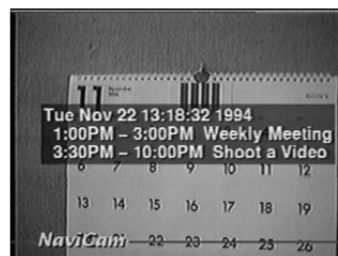 11
SONY
Tue Nov 22 13:18:32 1994
1:00PM – 3:00PM Weekly Meeting
3:30PM – 10:00PM Shoot a Video
6 7 8 9 10 11 12
13 14 15 16 17 18 19
22 23 24 25 26
NaviCam